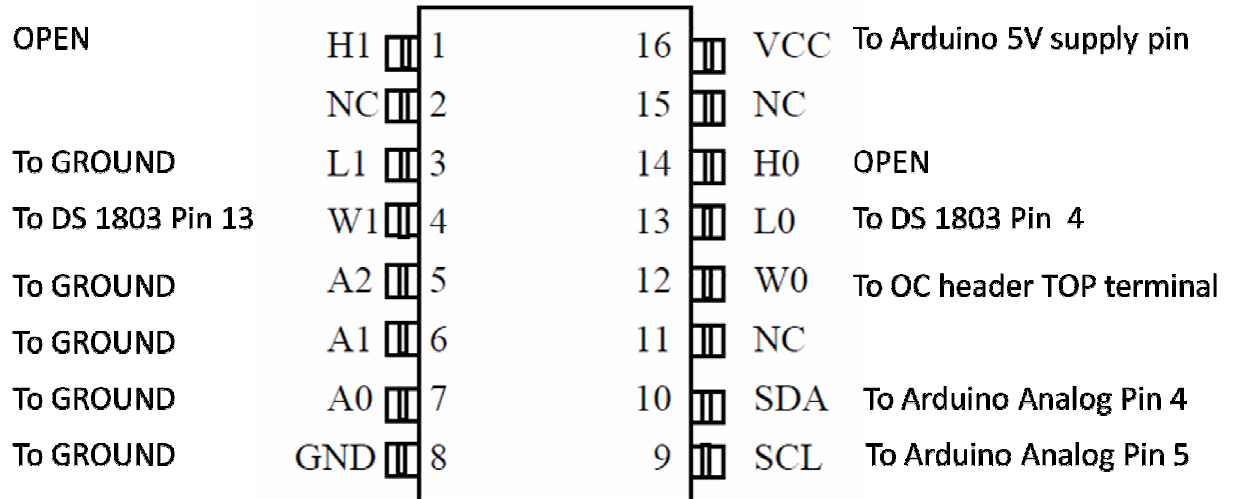 OPEN H1 1 16 VCC To Arduino 5V supply pin
NC 2 15 NC
To GROUND L1 3 14 H0 OPEN
To DS 1803 Pin 13 W1 4 13 L0 To DS 1803 Pin 4
To GROUND A2 5 12 W0 To OC header TOP terminal
To GROUND A1 6 11 NC
To GROUND A0 7 10 SDA To Arduino Analog Pin 4
To GROUND GND 8 9 SCL To Arduino Analog Pin 5